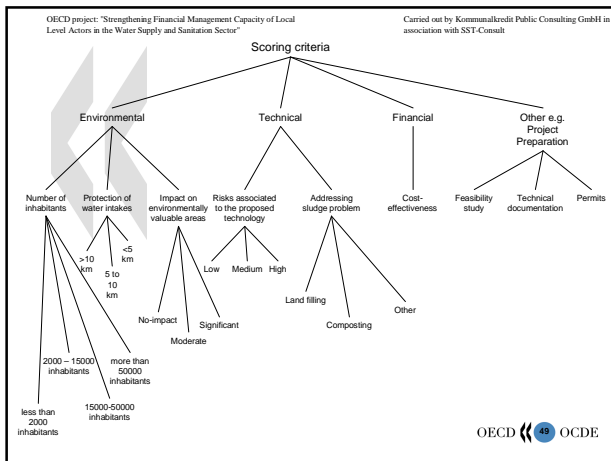 OECD project: "Strengthening Financial Management Capacity of Local
Level Actors in the Water Supply and Sanitation Sector"
Carried out by Kommunalkredit Public Consulting GmbH in
association with SST-Consult
Scoring criteria
Environmental
Technical
Financial
Other e.g.
Project
Preparation
Number of
inhabitants
Protection of
water intakes
Impact on
environmentally
valuable areas
Risks associated
to the proposed
technology
Addressing
sludge problem
Cost-
effectiveness
Feasibility
study
Technical
documentation
Permits
>10
km
5 to
10
km
<5
km
Low
Medium
High
Land filling
Composting
Other
No-impact
Moderate
Significant
less than
2000
inhabitants
2000 – 15000
inhabitants
15000-50000
inhabitants
more than
50000
inhabitants
OECD 49 OCDE